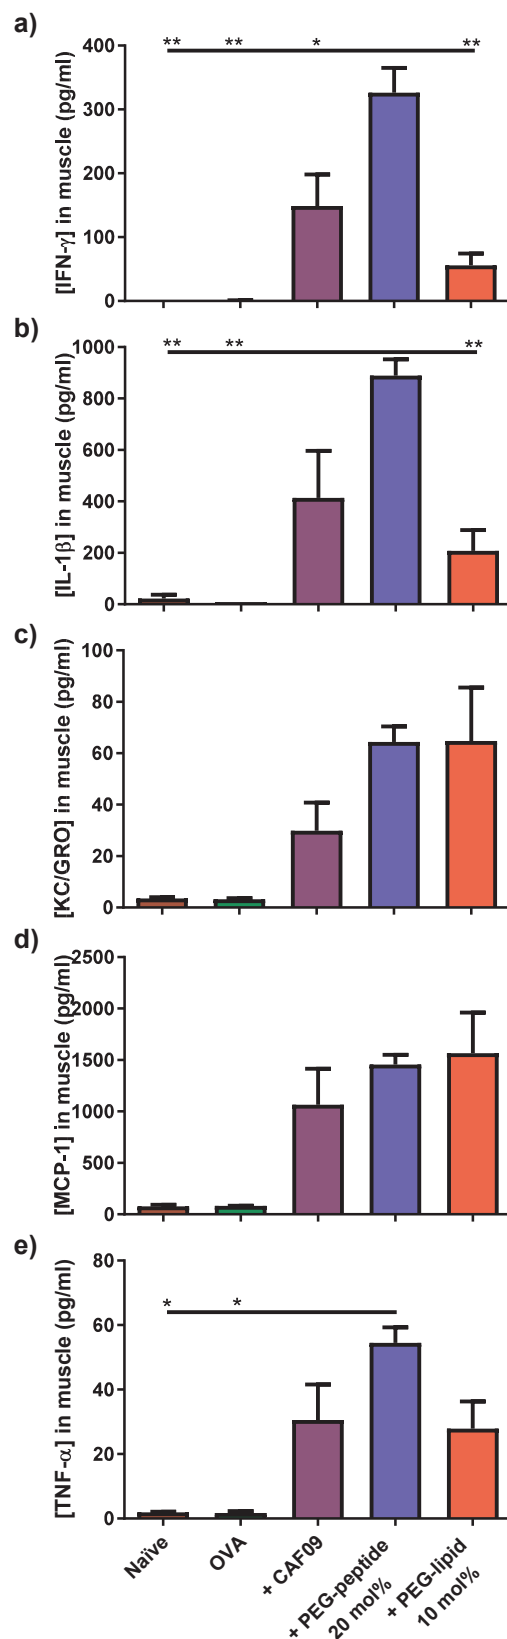 a)
[IFN-γ] in muscle (pg/ml)
400
300
200
100
0
** ** * **
b)
[IL-1β] in muscle (pg/ml)
1000
800
600
400
200
0
** ** **
c)
[KC/GRO] in muscle (pg/ml)
100
80
60
40
20
0
d)
[MCP-1] in muscle (pg/ml)
2500
2000
1500
1000
500
0
e)
[TNF-α] in muscle (pg/ml)
80
60
40
20
0
* *
Naïve
OVA
+ CAF09
+ PEG-peptide
20 mol%
+ PEG-lipid
10 mol%